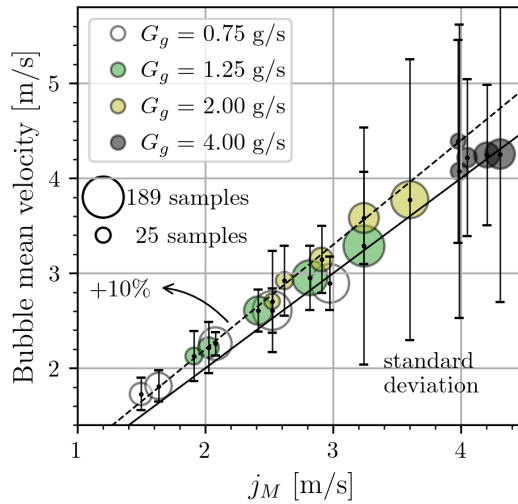 Bubble mean velocity [m/s]
5
4
3
2
G_g = 0.75 g/s
G_g = 1.25 g/s
G_g = 2.00 g/s
G_g = 4.00 g/s
189 samples
25 samples
+10%
standard
deviation
1 2 3 4
j_M [m/s]